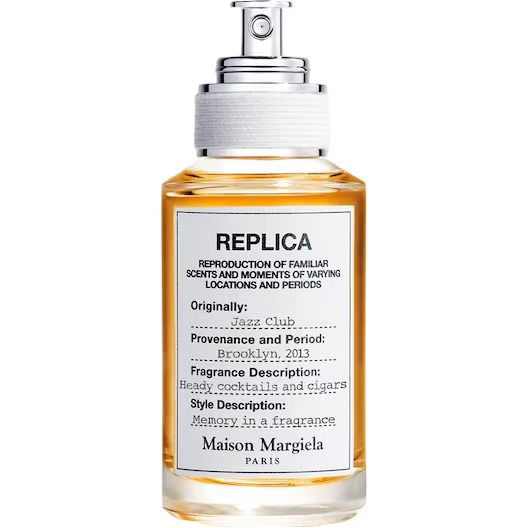 REPLICA
REPRODUCTION OF FAMILIAR
SCENTS AND MOMENTS OF VARYING
LOCATIONS AND PERIODS
Originally:
Jazz Club
Provenance and Period:
Brooklyn, 2013
Fragrance Description:
Heady cocktails and cigars
Style Description:
Memory in a fragrance
Maison Margiela
PARIS